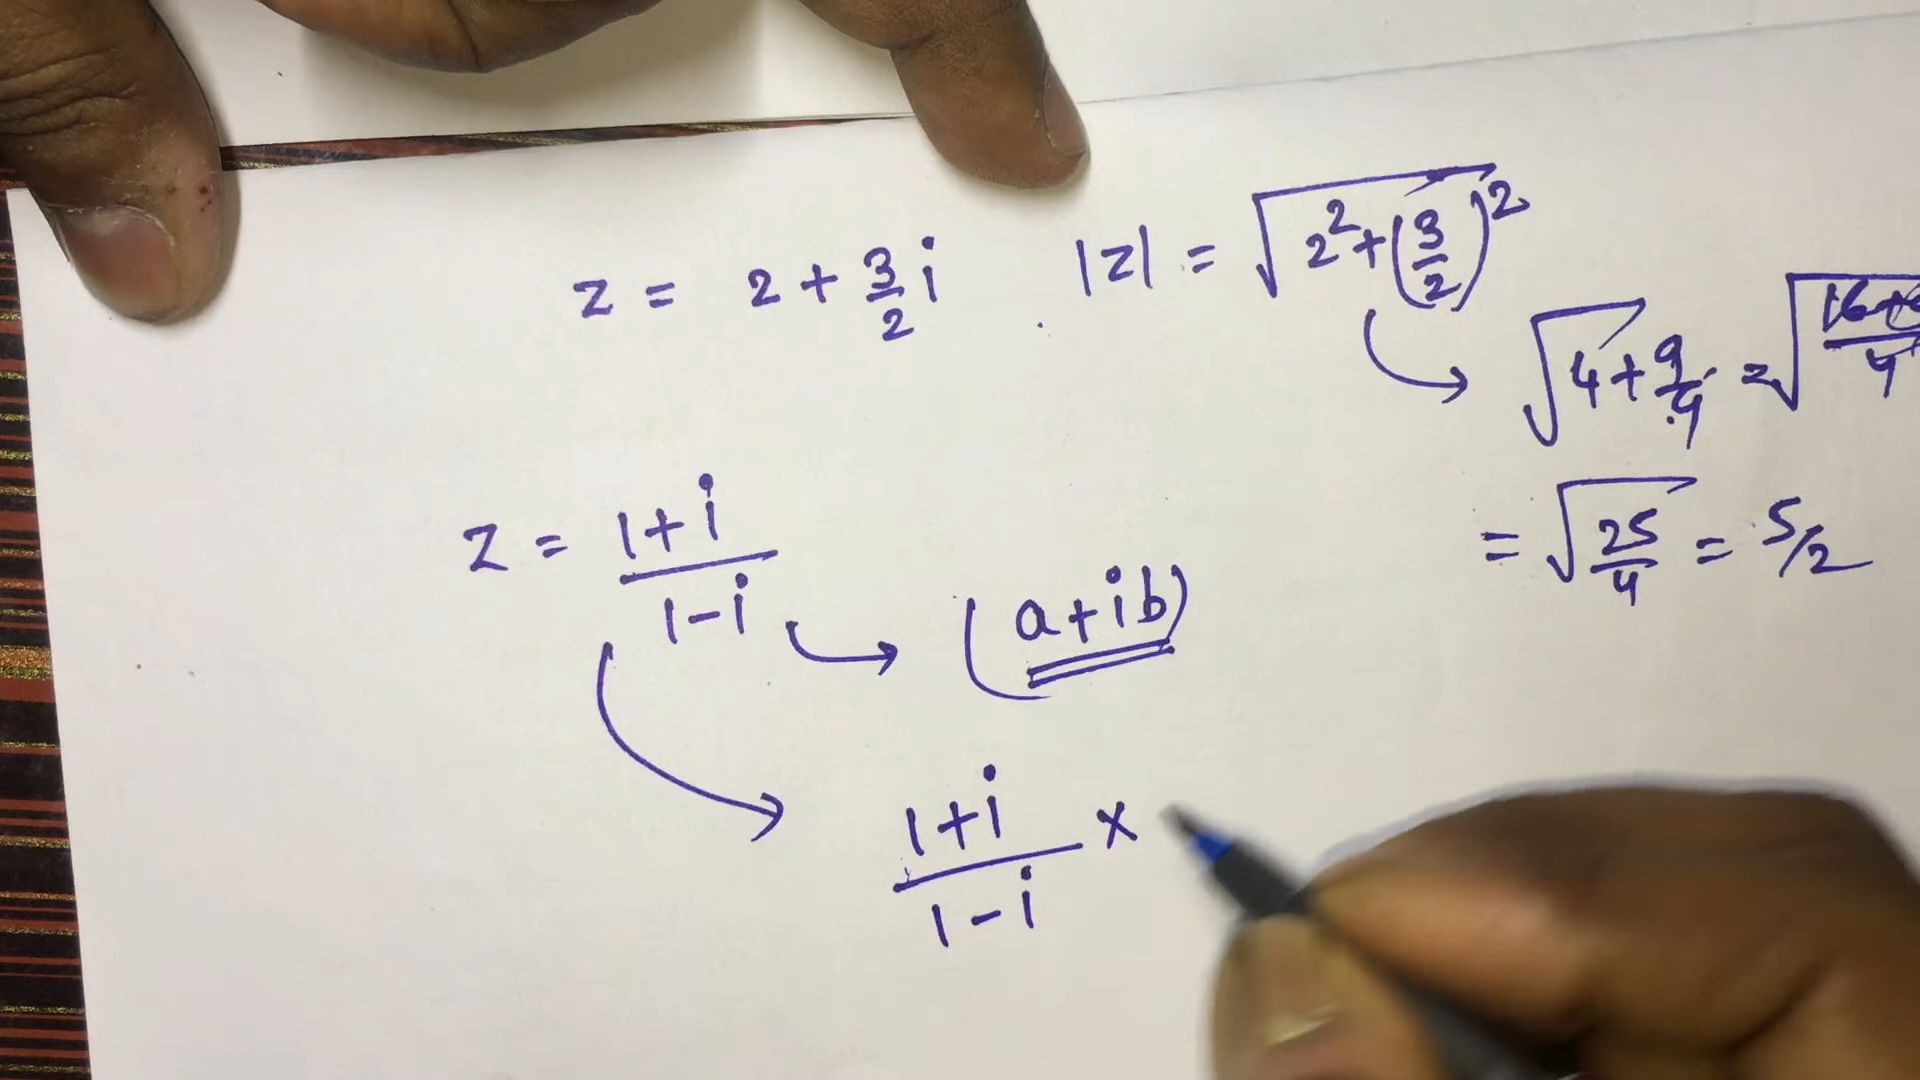 z = 2 + 3/2 i   |z| = √(2² + (3/2)²)
√(4 + 9/4) = √(16+/4)
z = (1+i)/(1-i) → (a+ib)
= √(25/4) = 5/2
(1+i)/(1-i) ×